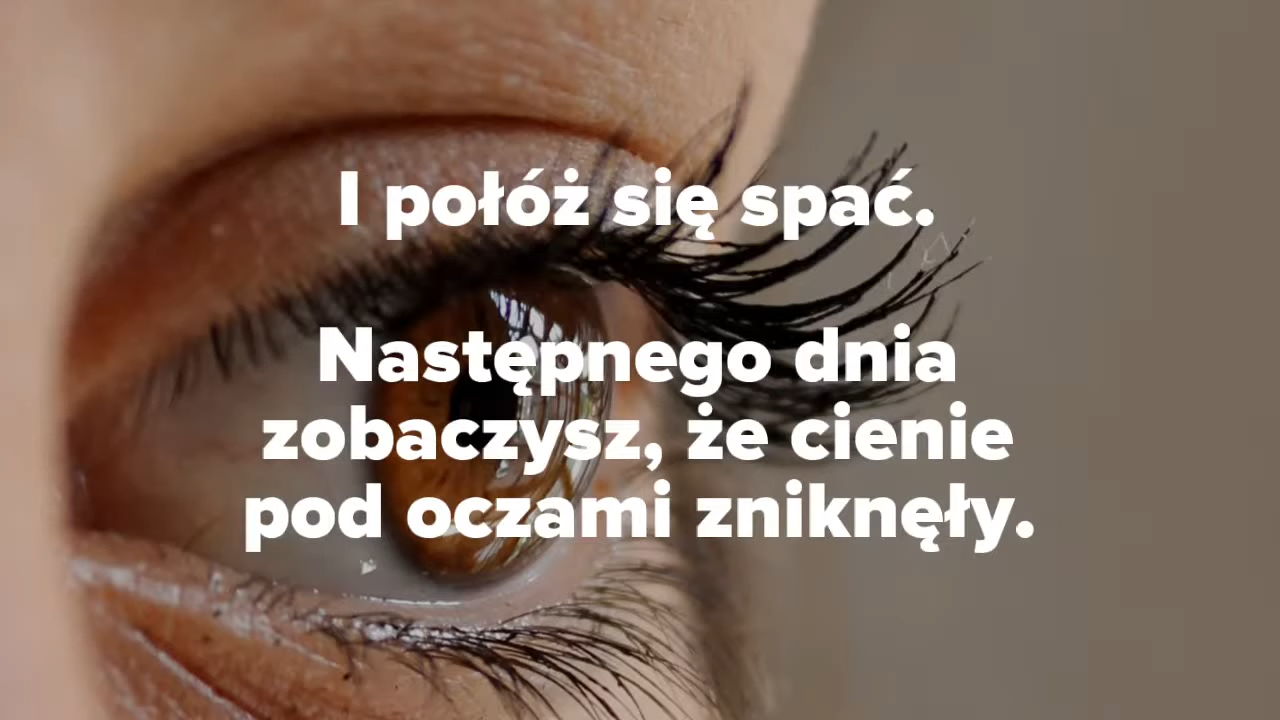 I połóż się spać.
Następnego dnia
zobaczysz, że cienie
pod oczami zniknęły.